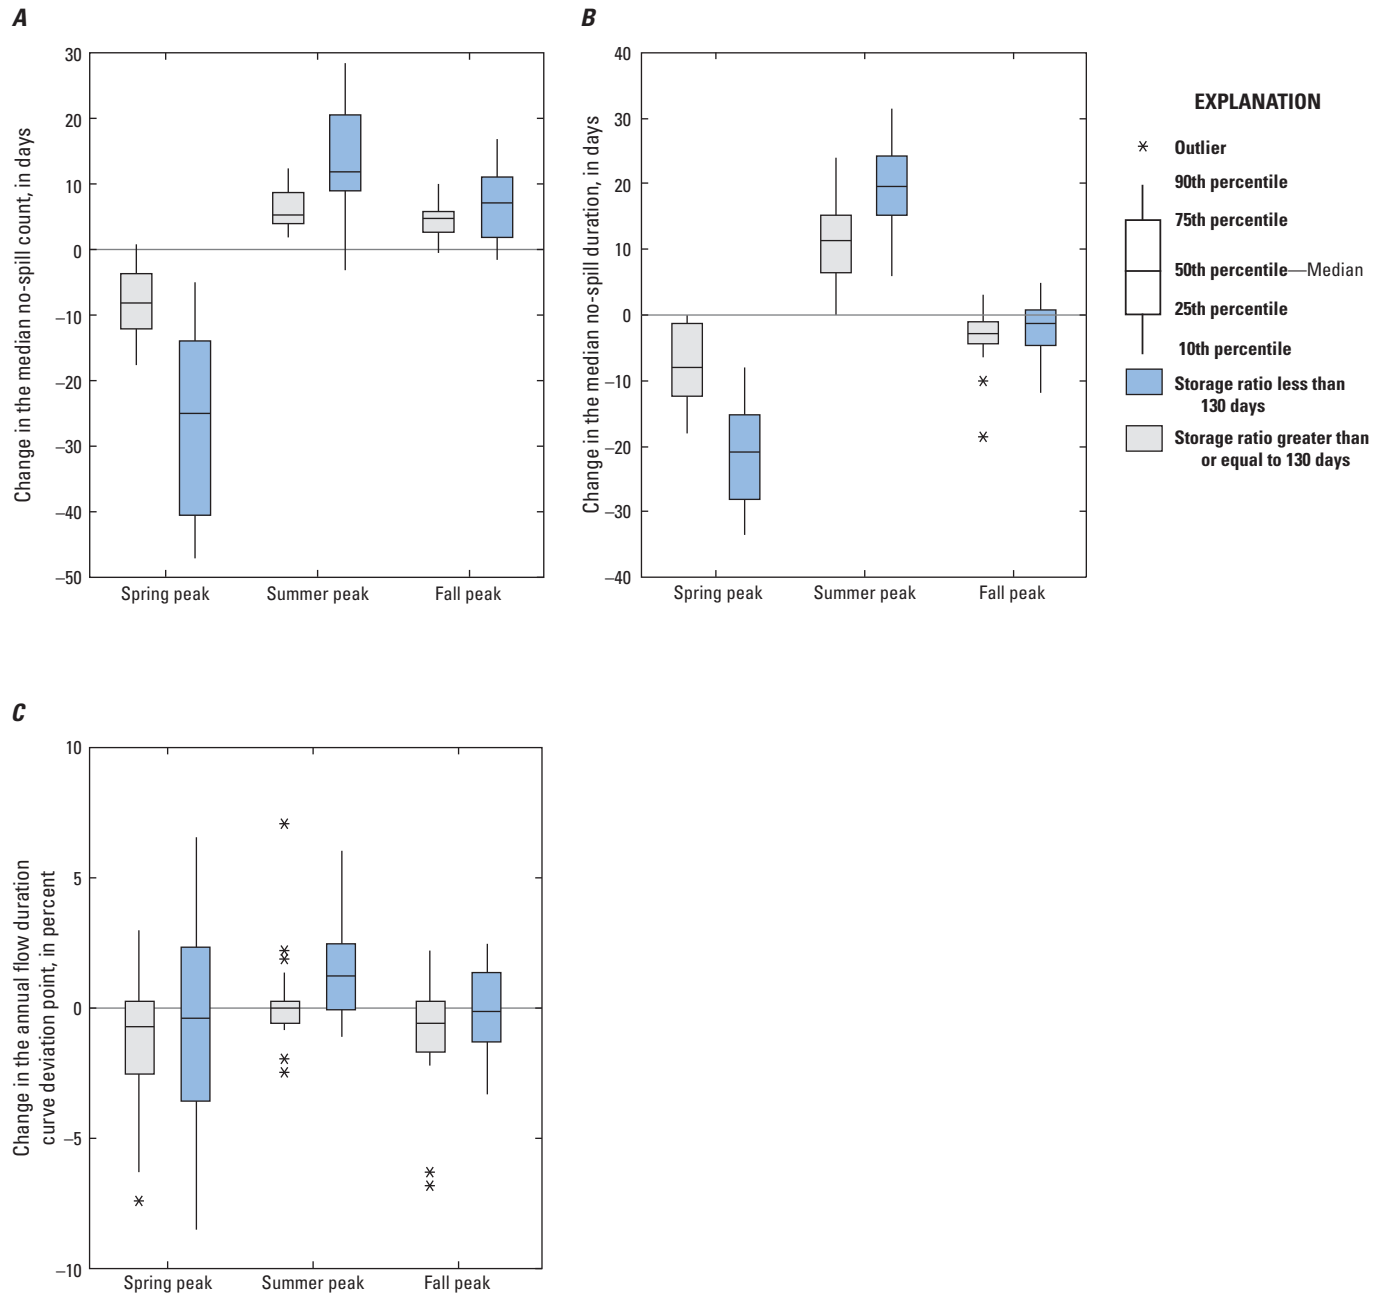 A
Change in the median no-spill count, in days
30
20
10
0
–10
–20
–30
–40
–50
Spring peak
Summer peak
Fall peak
B
Change in the median no-spill duration, in days
40
30
20
10
0
–10
–20
–30
–40
Spring peak
Summer peak
Fall peak
EXPLANATION
Outlier
90th percentile
75th percentile
50th percentile—Median
25th percentile
10th percentile
Storage ratio less than
130 days
Storage ratio greater than
or equal to 130 days
C
Change in the annual flow duration
curve deviation point, in percent
10
5
0
–5
–10
Spring peak
Summer peak
Fall peak